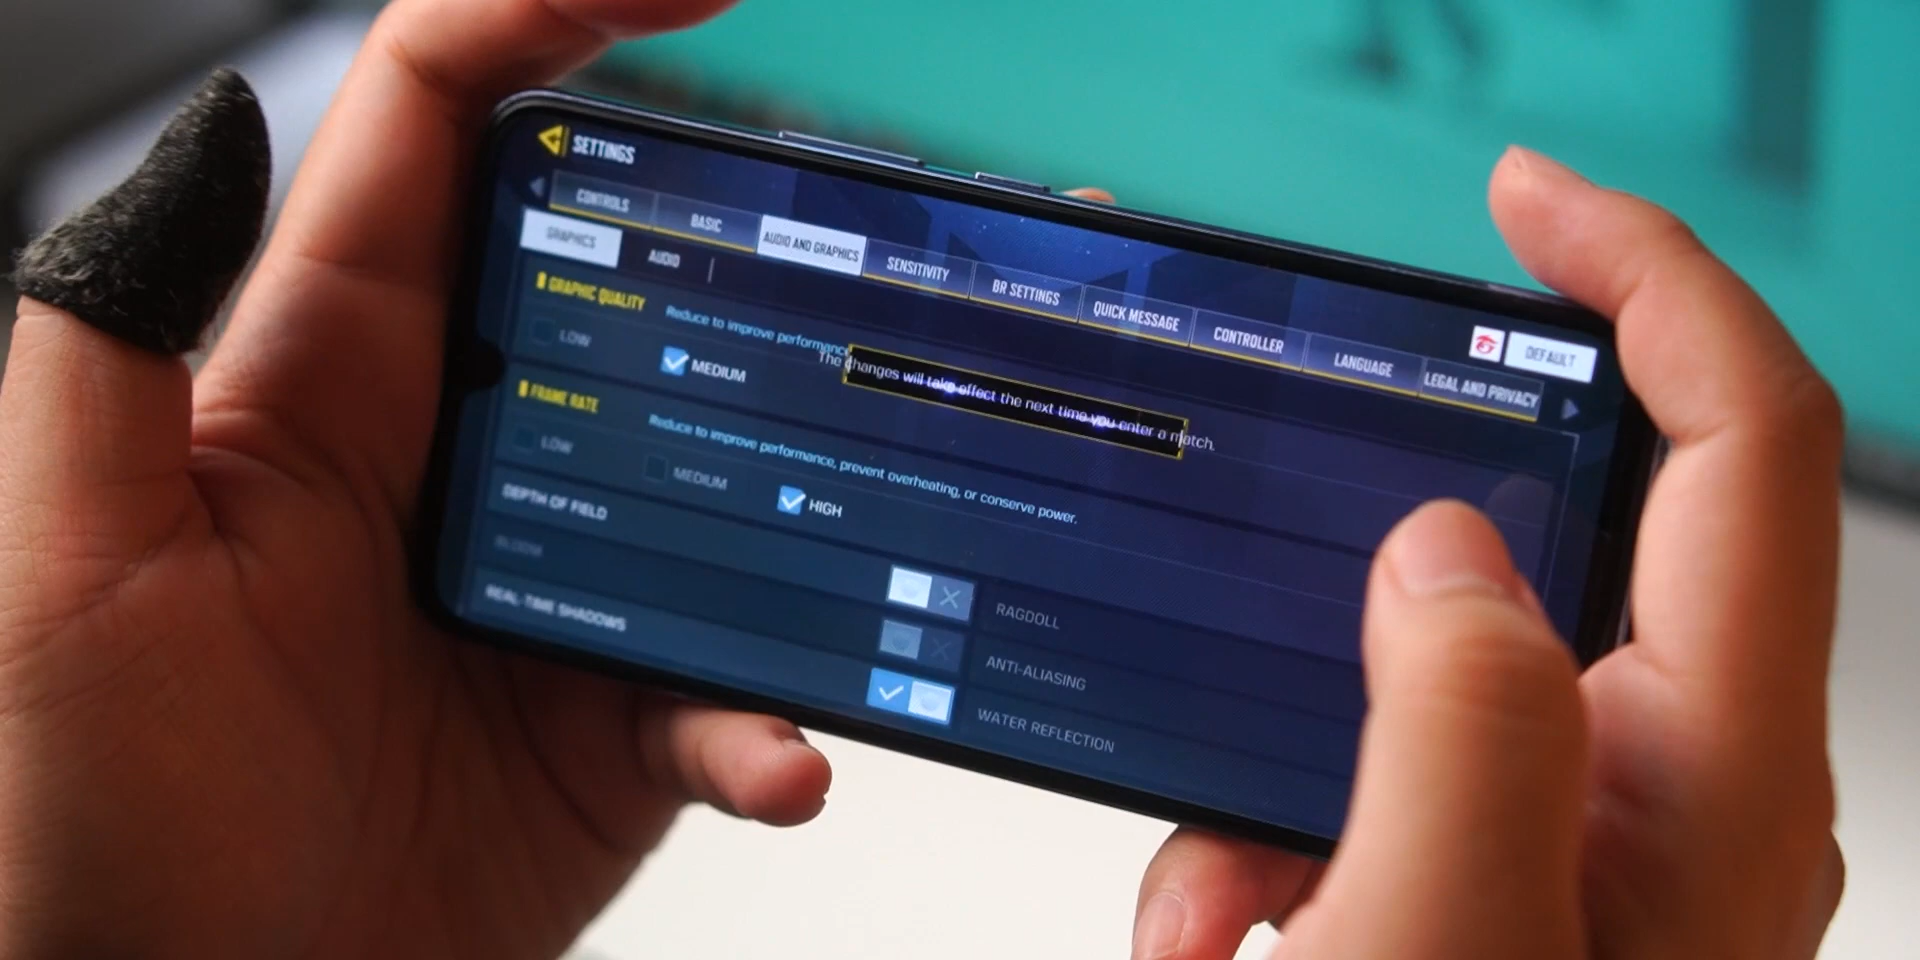 SETTINGS
CONTROLS
BASIC
AUDIO AND GRAPHICS
SENSITIVITY
BR SETTINGS
QUICK MESSAGE
CONTROLLER
LANGUAGE
LEGAL AND PRIVACY
DEFAULT
GRAPHICS
AUDIO
GRAPHIC QUALITY
Reduce to improve performance
The changes will take effect the next time you enter a match.
LOW
MEDIUM
FRAME RATE
Reduce to improve performance, prevent overheating, or conserve power.
LOW
MEDIUM
HIGH
DEPTH OF FIELD
RAGDOLL
BLOOM
ANTI-ALIASING
REAL-TIME SHADOWS
WATER REFLECTION